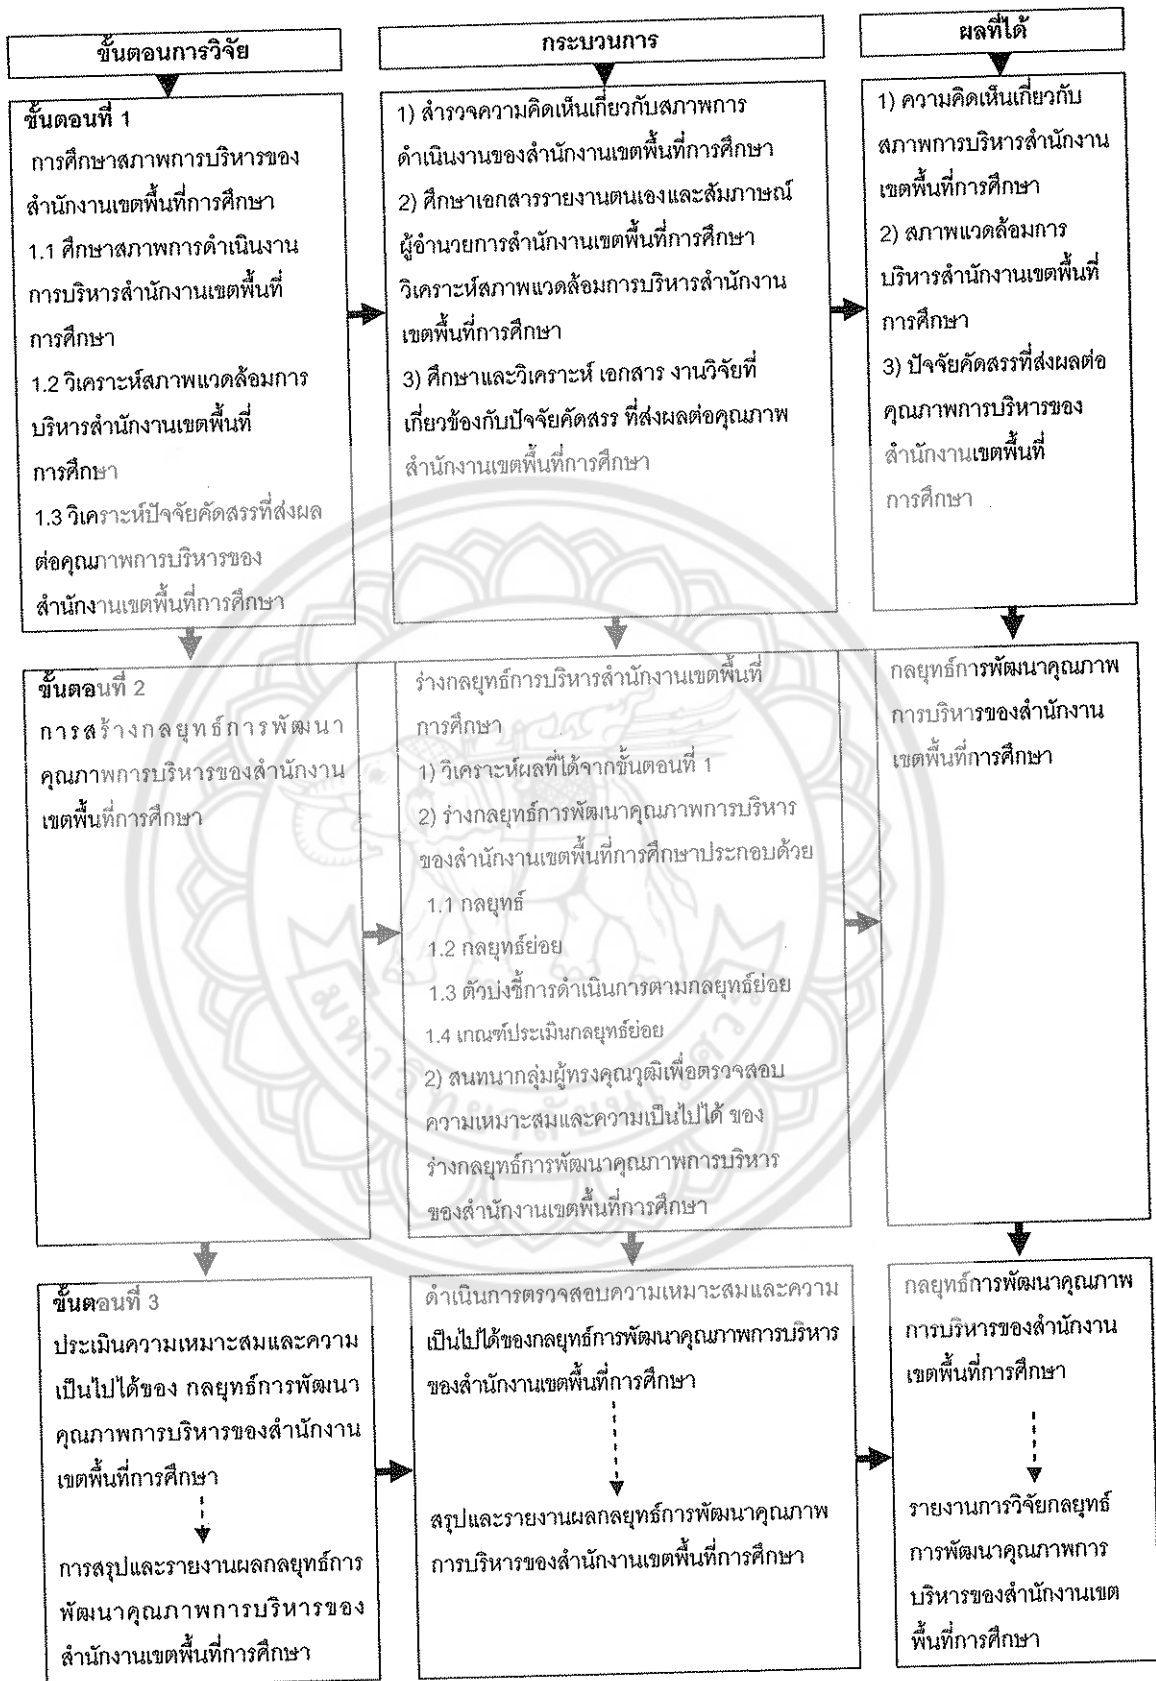 ขั้นตอนการวิจัย
กระบวนการ
ผลที่ได้
ขั้นตอนที่ 1
การศึกษาสภาพการบริหารของ
สำนักงานเขตพื้นที่การศึกษา
1.1 ศึกษาสภาพการดำเนินงาน
การบริหารสำนักงานเขตพื้นที่
การศึกษา
1.2 วิเคราะห์สภาพแวดล้อมการ
บริหารสำนักงานเขตพื้นที่
การศึกษา
1.3 วิเคราะห์ปัจจัยคัดสรรที่ส่งผล
ต่อคุณภาพการบริหารของ
สำนักงานเขตพื้นที่การศึกษา
1) สำรวจความคิดเห็นเกี่ยวกับสภาพการ
ดำเนินงานของสำนักงานเขตพื้นที่การศึกษา
2) ศึกษาเอกสารรายงานตนเองและสัมภาษณ์
ผู้อำนวยการสำนักงานเขตพื้นที่การศึกษา
วิเคราะห์สภาพแวดล้อมการบริหารสำนักงาน
เขตพื้นที่การศึกษา
3) ศึกษาและวิเคราะห์ เอกสาร งานวิจัยที่
เกี่ยวข้องกับปัจจัยคัดสรร ที่ส่งผลต่อคุณภาพ
สำนักงานเขตพื้นที่การศึกษา
1) ความคิดเห็นเกี่ยวกับ
สภาพการบริหารสำนักงาน
เขตพื้นที่การศึกษา
2) สภาพแวดล้อมการ
บริหารสำนักงานเขตพื้นที่
การศึกษา
3) ปัจจัยคัดสรรที่ส่งผลต่อ
คุณภาพการบริหารของ
สำนักงานเขตพื้นที่
การศึกษา
ขั้นตอนที่ 2
การสร้างกลยุทธ์การพัฒนา
คุณภาพการบริหารของสำนักงาน
เขตพื้นที่การศึกษา
ร่างกลยุทธ์การบริหารสำนักงานเขตพื้นที่
การศึกษา
1) วิเคราะห์ผลที่ได้จากขั้นตอนที่ 1
2) ร่างกลยุทธ์การพัฒนาคุณภาพการบริหาร
ของสำนักงานเขตพื้นที่การศึกษาประกอบด้วย
1.1 กลยุทธ์
1.2 กลยุทธ์ย่อย
1.3 ตัวบ่งชี้การดำเนินการตามกลยุทธ์ย่อย
1.4 เกณฑ์ประเมินกลยุทธ์ย่อย
2) สนทนากลุ่มผู้ทรงคุณวุฒิเพื่อตรวจสอบ
ความเหมาะสมและความเป็นไปได้ ของ
ร่างกลยุทธ์การพัฒนาคุณภาพการบริหาร
ของสำนักงานเขตพื้นที่การศึกษา
กลยุทธ์การพัฒนาคุณภาพ
การบริหารของสำนักงาน
เขตพื้นที่การศึกษา
ขั้นตอนที่ 3
ประเมินความเหมาะสมและความ
เป็นไปได้ของ กลยุทธ์การพัฒนา
คุณภาพการบริหารของสำนักงาน
เขตพื้นที่การศึกษา
การสรุปและรายงานผลกลยุทธ์การ
พัฒนาคุณภาพการบริหารของ
สำนักงานเขตพื้นที่การศึกษา
ดำเนินการตรวจสอบความเหมาะสมและความ
เป็นไปได้ของกลยุทธ์การพัฒนาคุณภาพการบริหาร
ของสำนักงานเขตพื้นที่การศึกษา
สรุปและรายงานผลกลยุทธ์การพัฒนาคุณภาพ
การบริหารของสำนักงานเขตพื้นที่การศึกษา
กลยุทธ์การพัฒนาคุณภาพ
การบริหารของสำนักงาน
เขตพื้นที่การศึกษา
รายงานการวิจัยกลยุทธ์
การพัฒนาคุณภาพการ
บริหารของสำนักงานเขต
พื้นที่การศึกษา
มหาวิทยาลัยนเรศวร